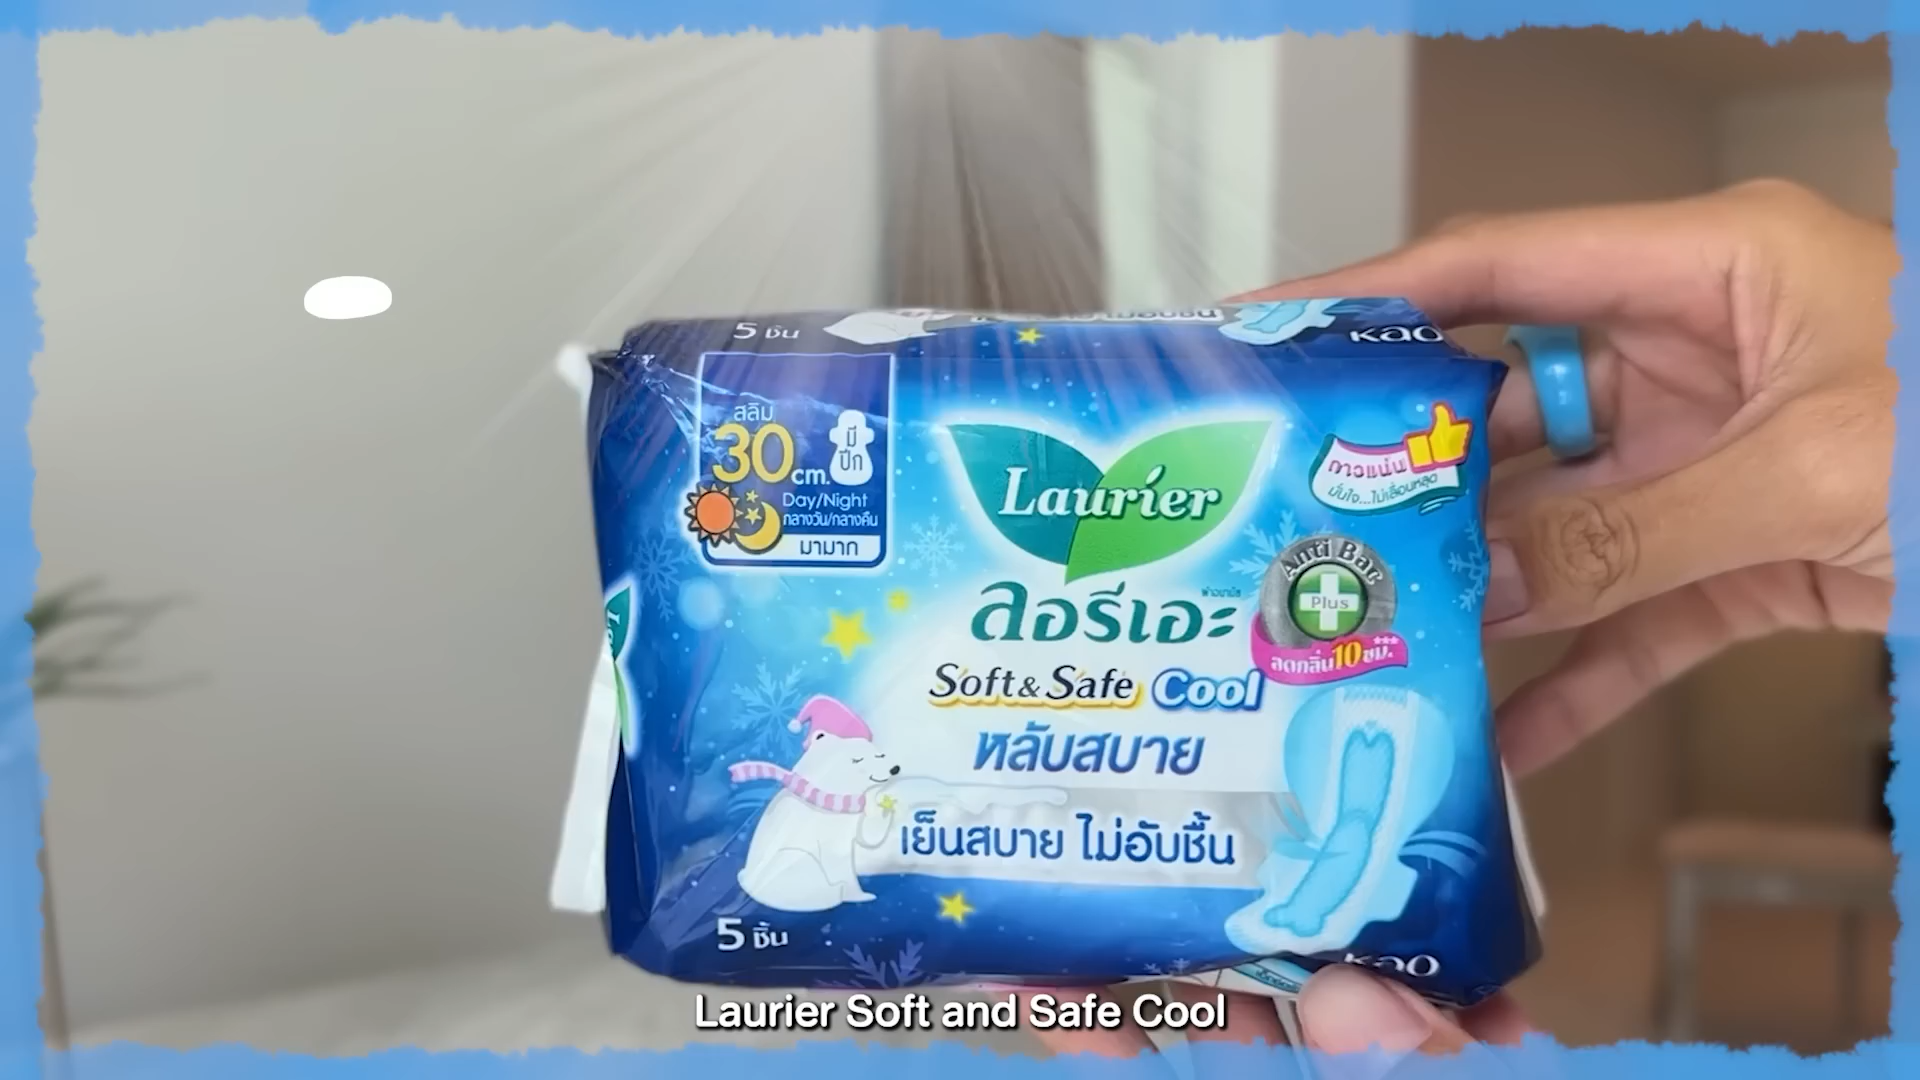 5 ชิ้น
Kao
สลิม
30 cm.
มี
ปีก
Day/Night
กลางวัน/กลางคืน
มามาก
Laurier
ลอรีเอะ
กาวแน่น
มั่นใจ...ไม่เลื่อนหลุด
Anti Bac
Plus
ลดกลิ่น 10 ชม.***
Soft & Safe Cool
หลับสบาย
เย็นสบาย ไม่อับชื้น
5 ชิ้น
Kao
Laurier Soft and Safe Cool